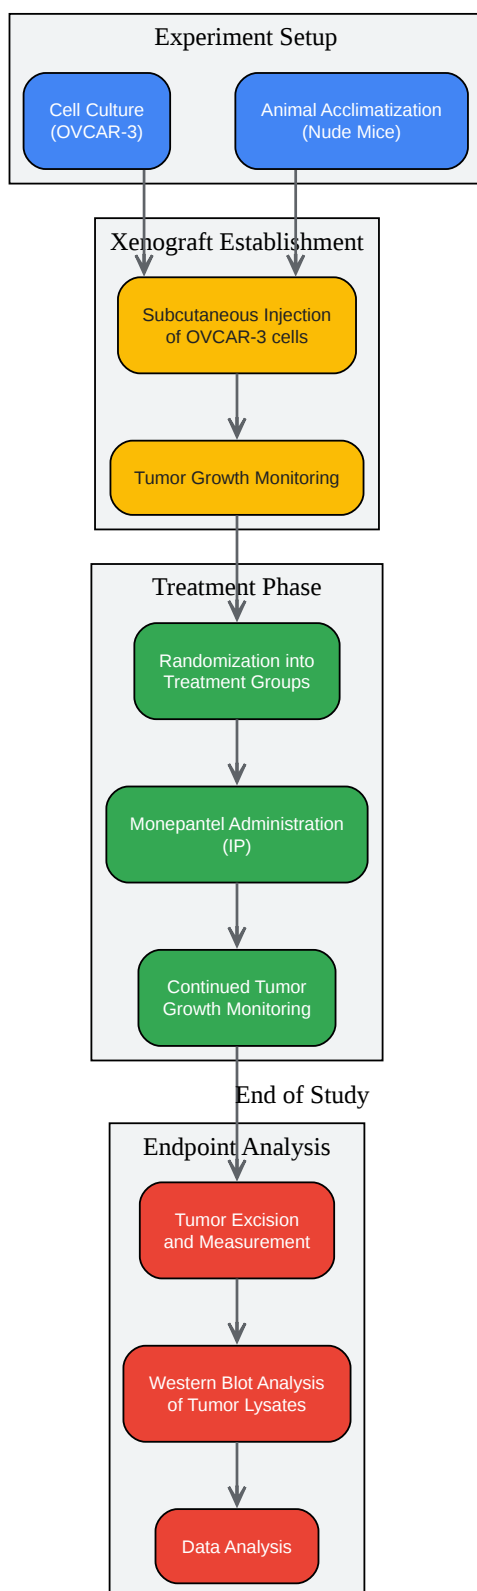 Experiment Setup
Cell Culture
(OVCAR-3)
Animal Acclimatization
(Nude Mice)
Xenograft Establishment
Subcutaneous Injection
of OVCAR-3 cells
Tumor Growth Monitoring
Treatment Phase
Randomization into
Treatment Groups
Monepantel Administration
(IP)
Continued Tumor
Growth Monitoring
End of Study
Endpoint Analysis
Tumor Excision
and Measurement
Western Blot Analysis
of Tumor Lysates
Data Analysis